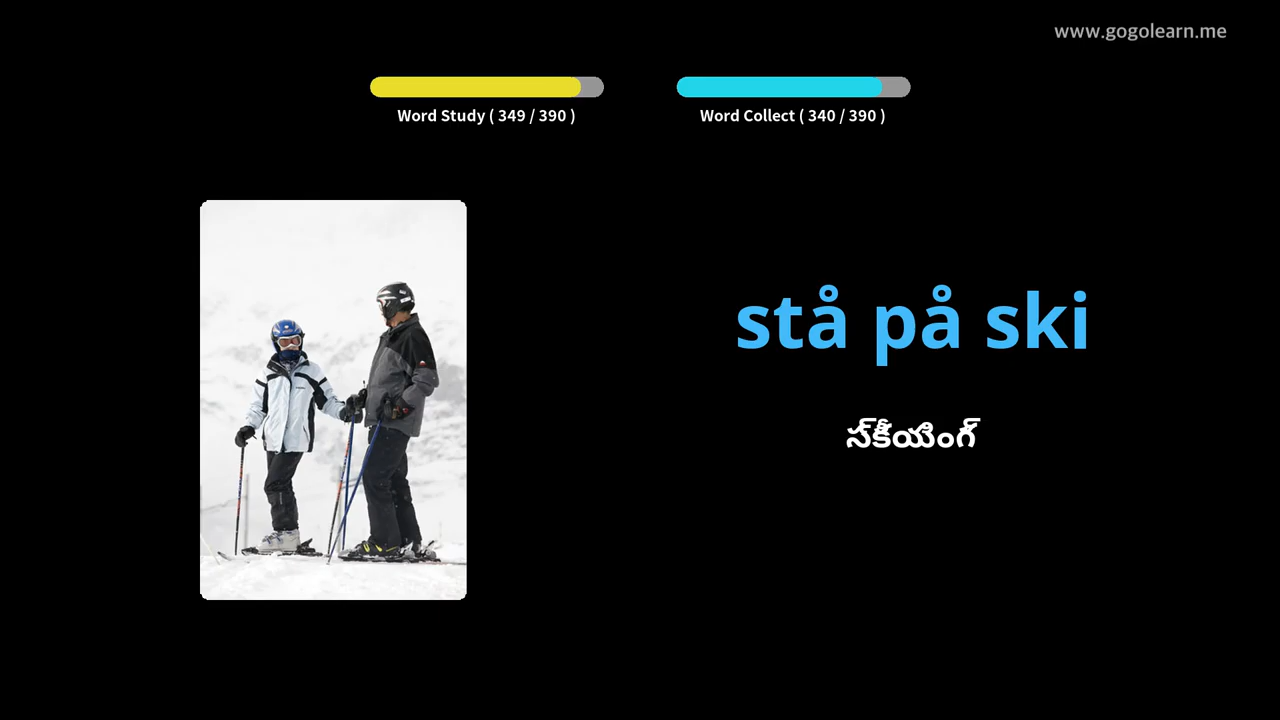 www.gogolearn.me
Word Study ( 349 / 390 )
Word Collect ( 340 / 390 )
stå på ski
స్కీయింగ్